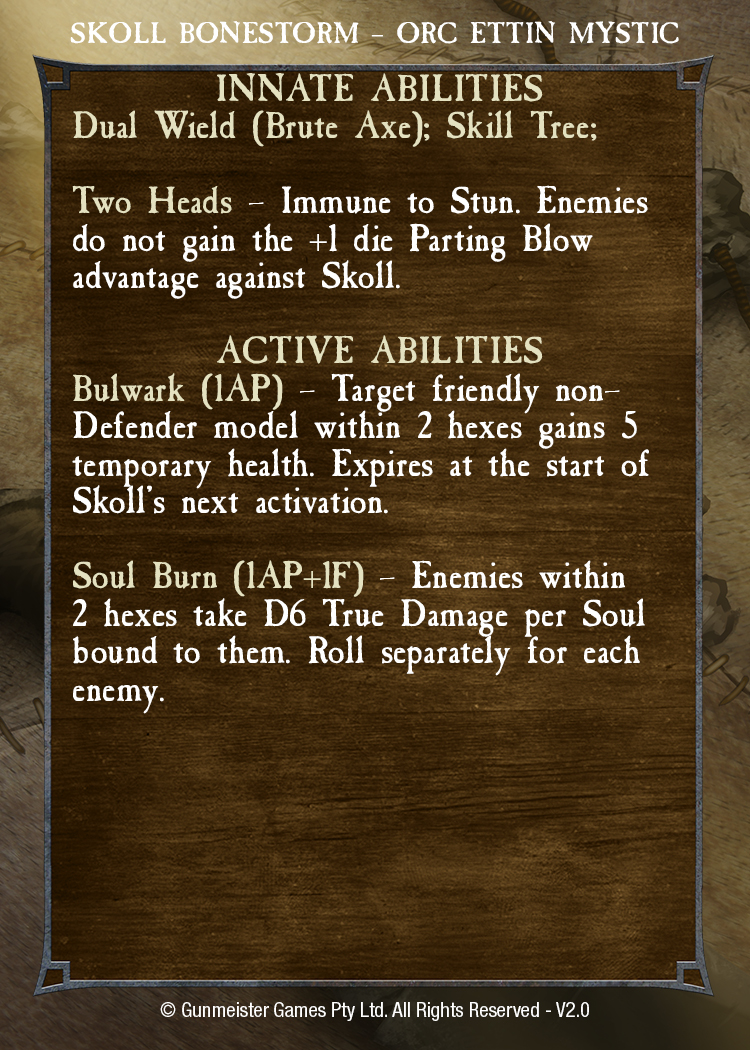 SKOLL BONESTORM – ORC ETTIN MYSTIC
INNATE ABILITIES
Dual Wield (Brute Axe); Skill Tree;
Two Heads – Immune to Stun. Enemies
do not gain the +1 die Parting Blow
advantage against Skoll.
ACTIVE ABILITIES
Bulwark (1AP) – Target friendly non-
Defender model within 2 hexes gains 5
temporary health. Expires at the start of
Skoll's next activation.
Soul Burn (1AP+1F) – Enemies within
2 hexes take D6 True Damage per Soul
bound to them. Roll separately for each
enemy.
© Gunmeister Games Pty Ltd. All Rights Reserved - V2.0